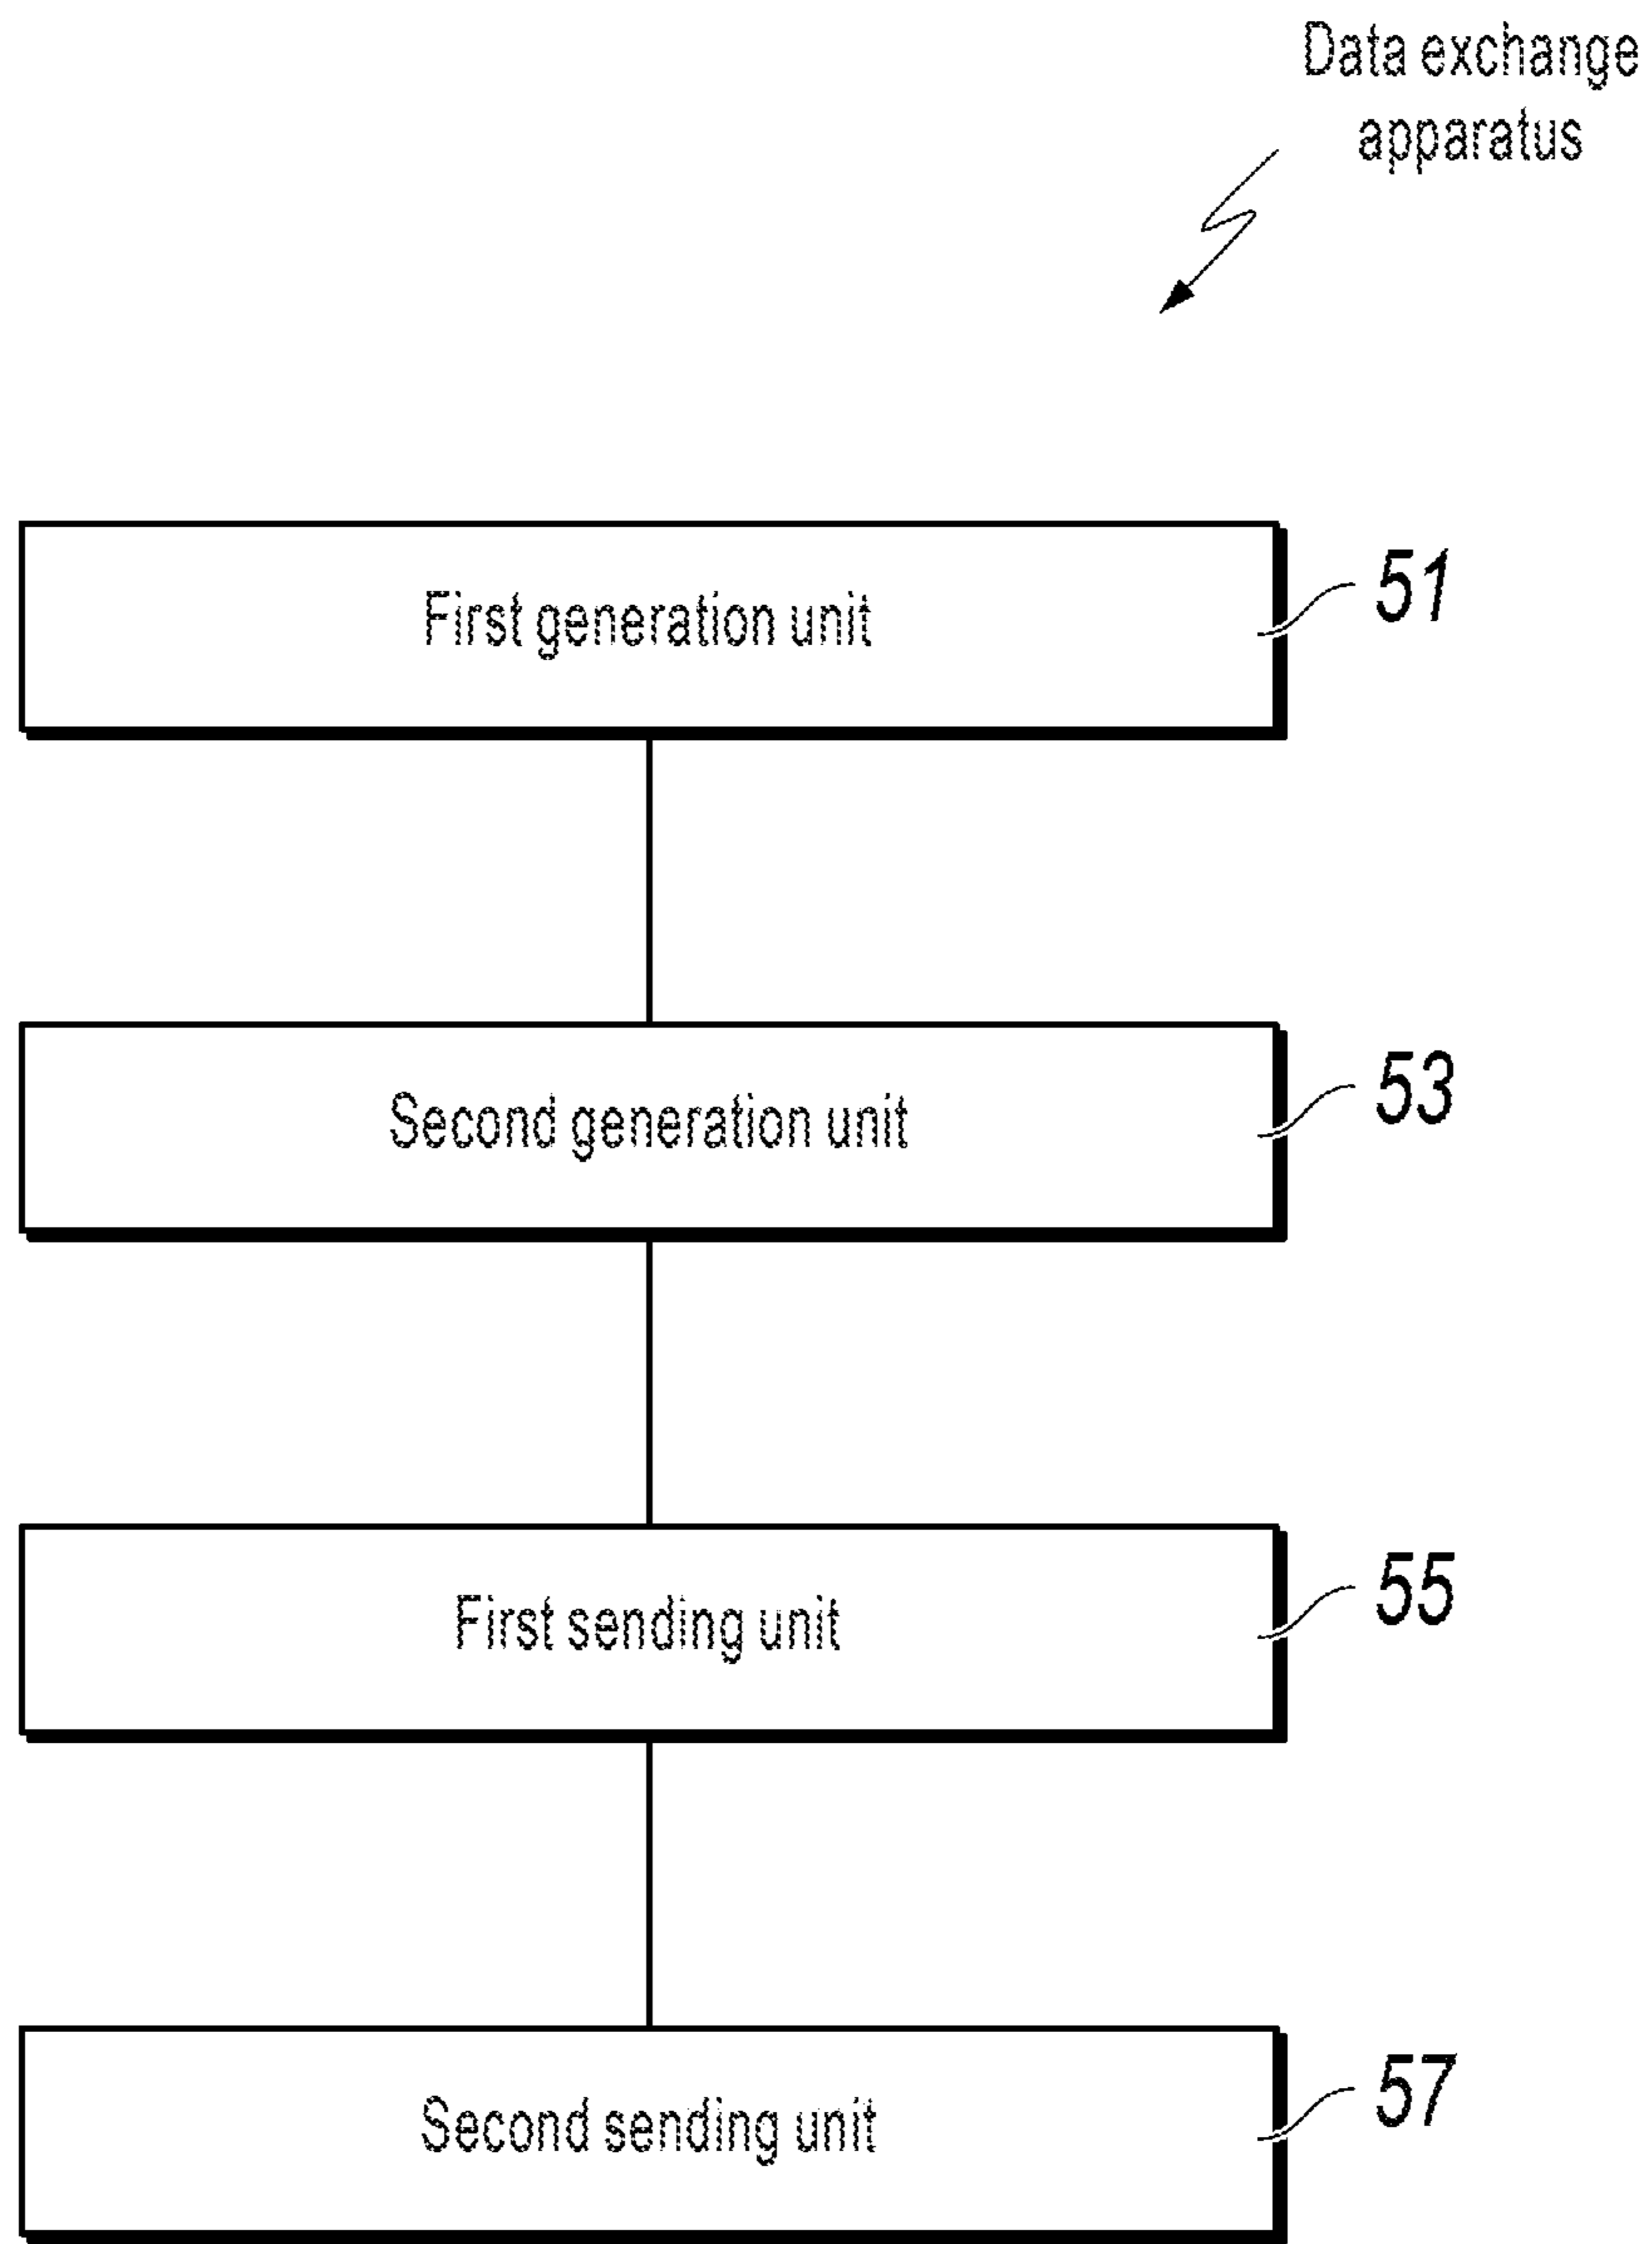 Data exchange
apparatus
First generation unit
51
Second generation unit
53
First sending unit
55
Second sending unit
57